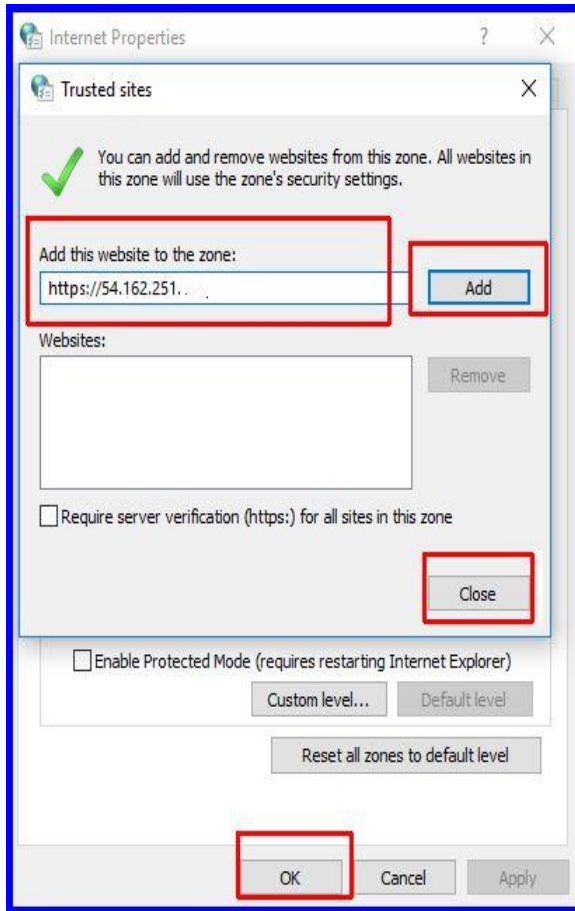 Internet Properties
Trusted sites
You can add and remove websites from this zone. All websites in
this zone will use the zone's security settings.
Add this website to the zone:
https://54.162.251. .
Add
Websites:
Remove
Require server verification (https:) for all sites in this zone
Close
Enable Protected Mode (requires restarting Internet Explorer)
Custom level...
Default level
Reset all zones to default level
OK
Cancel
Apply